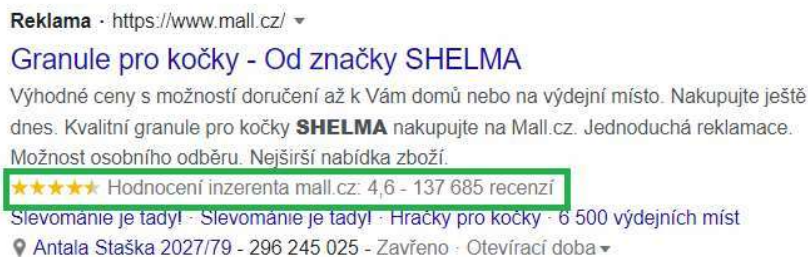 Reklama · https://www.mall.cz/
Granule pro kočky - Od značky SHELMA
Výhodné ceny s možností doručení až k Vám domů nebo na výdejní místo. Nakupujte ještě
dnes. Kvalitní granule pro kočky SHELMA nakupujte na Mall.cz. Jednoduchá reklamace.
Možnost osobního odběru. Nejširší nabídka zboží.
Hodnocení inzerenta mall.cz: 4,6 - 137 685 recenzí
Slevománie je tady! · Slevománie je tady! · Hračky pro kočky · 6 500 výdejních míst
Antala Staška 2027/79 - 296 245 025 - Zavřeno · Otevírací doba